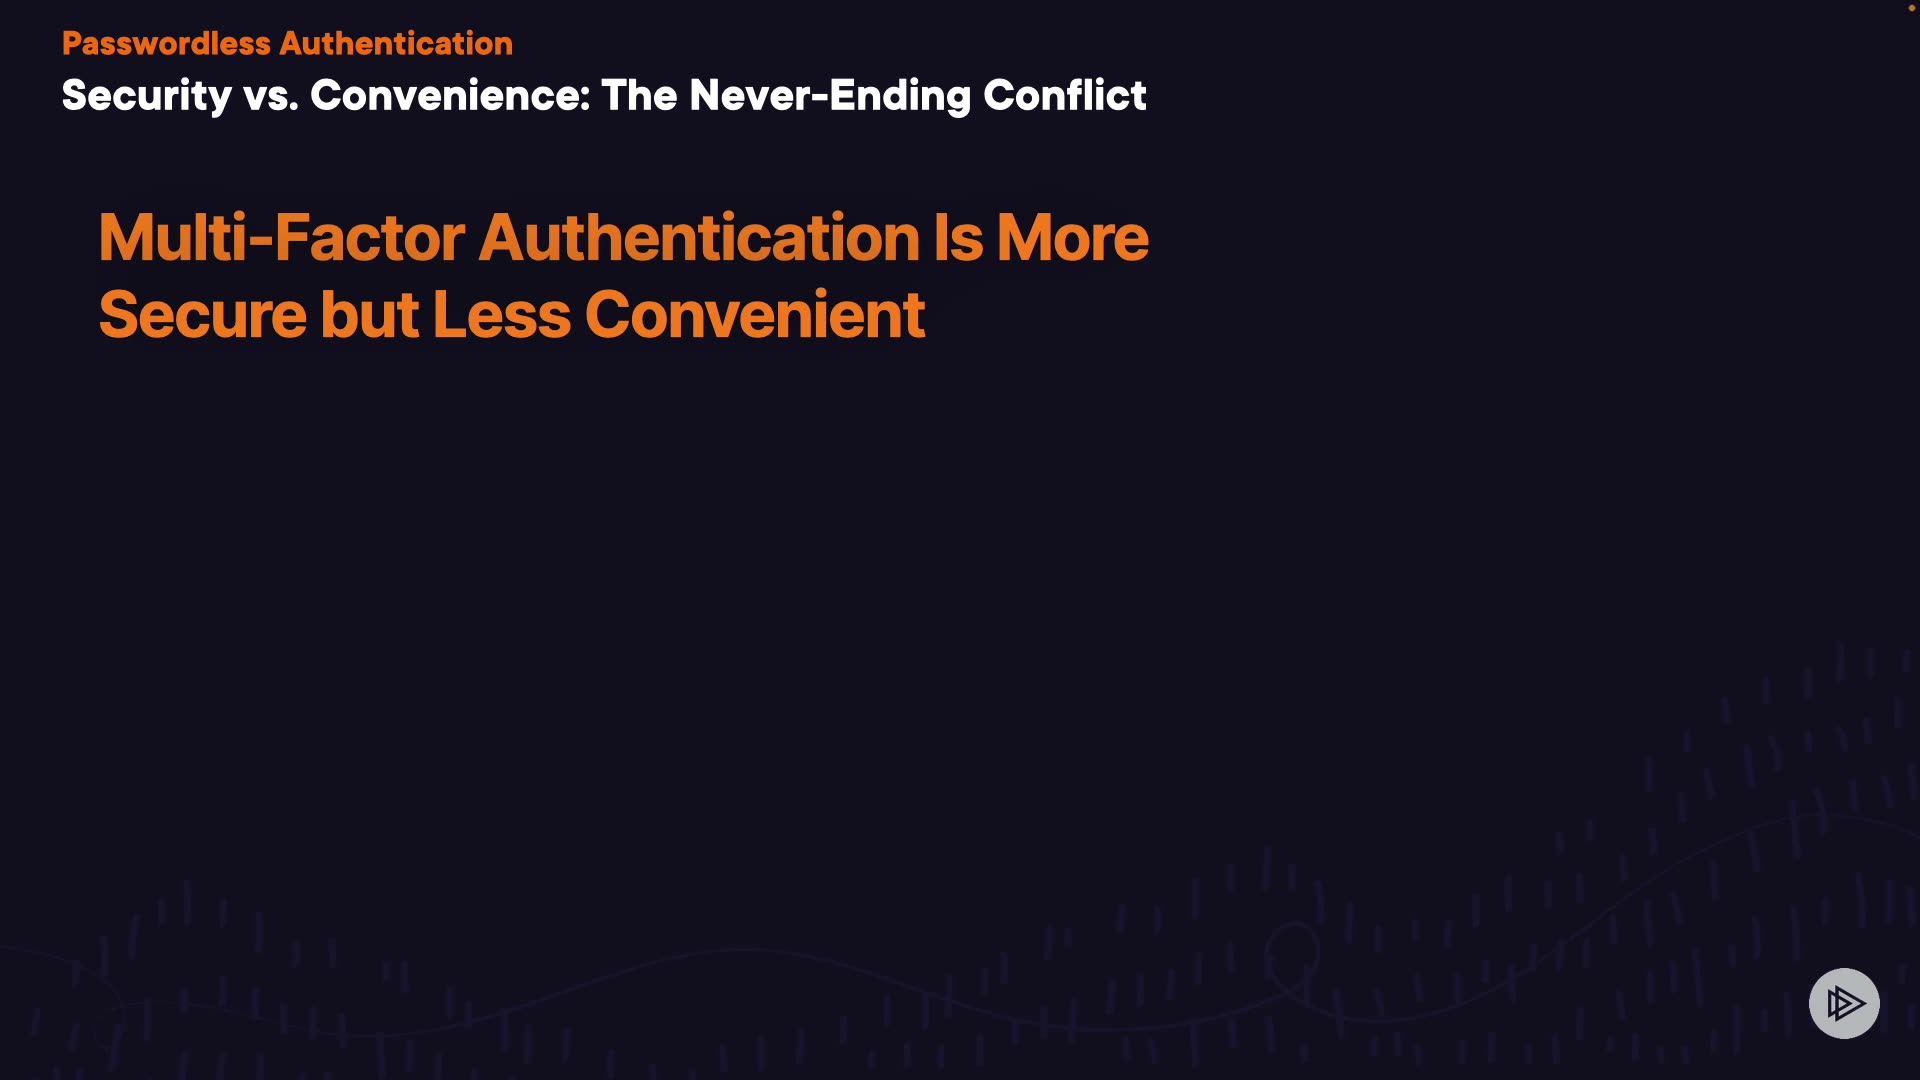 Passwordless Authentication
Security vs. Convenience: The Never-Ending Conflict
Multi-Factor Authentication Is More
Secure but Less Convenient